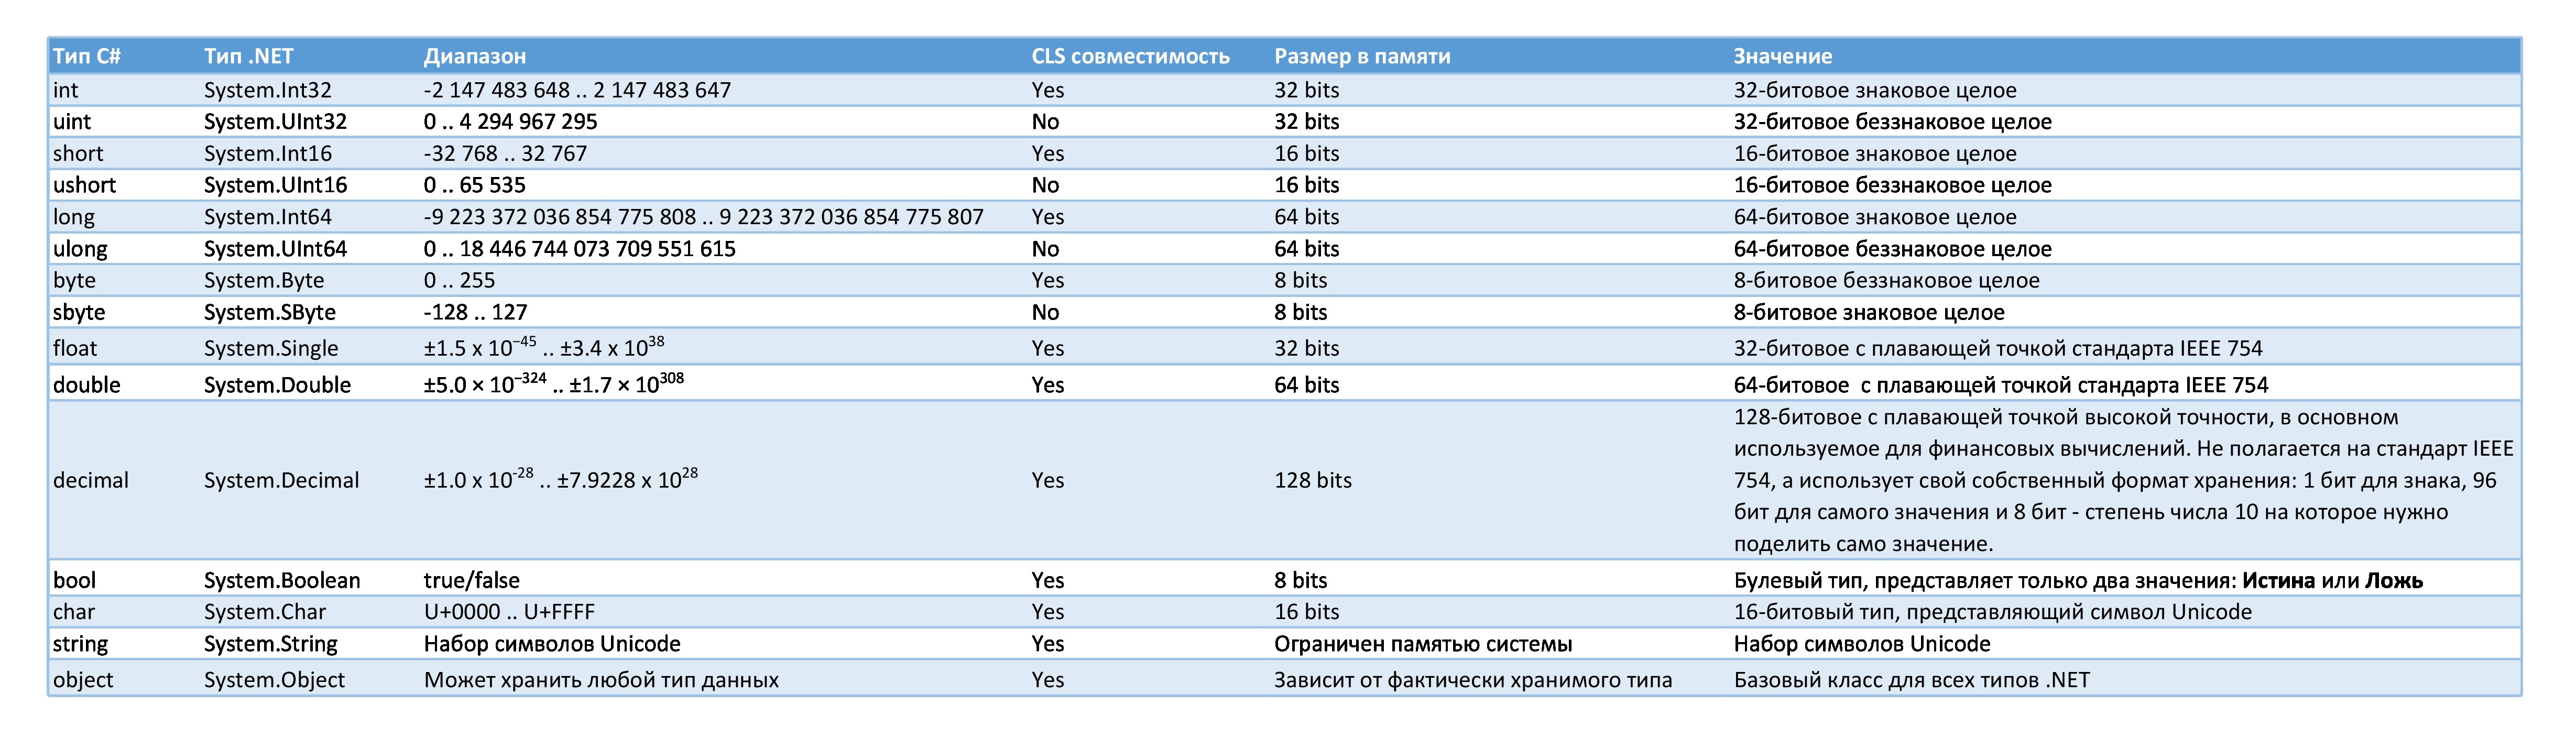 Тип C# Тип .NET Диапазон CLS совместимость Размер в памяти Значение
int System.Int32 -2 147 483 648 .. 2 147 483 647 Yes 32 bits 32-битовое знаковое целое
uint System.UInt32 0 .. 4 294 967 295 No 32 bits 32-битовое беззнаковое целое
short System.Int16 -32 768 .. 32 767 Yes 16 bits 16-битовое знаковое целое
ushort System.UInt16 0 .. 65 535 No 16 bits 16-битовое беззнаковое целое
long System.Int64 -9 223 372 036 854 775 808 .. 9 223 372 036 854 775 807 Yes 64 bits 64-битовое знаковое целое
ulong System.UInt64 0 .. 18 446 744 073 709 551 615 No 64 bits 64-битовое беззнаковое целое
byte System.Byte 0 .. 255 Yes 8 bits 8-битовое беззнаковое целое
sbyte System.SByte -128 .. 127 No 8 bits 8-битовое знаковое целое
float System.Single ±1.5 x 10⁻⁴⁵ .. ±3.4 x 10³⁸ Yes 32 bits 32-битовое с плавающей точкой стандарта IEEE 754
double System.Double ±5.0 × 10⁻³²⁴ .. ±1.7 × 10³⁰⁸ Yes 64 bits 64-битовое с плавающей точкой стандарта IEEE 754
decimal System.Decimal ±1.0 x 10⁻²⁸ .. ±7.9228 x 10²⁸ Yes 128 bits 128-битовое с плавающей точкой высокой точности, в основном
используемое для финансовых вычислений. Не полагается на стандарт IEEE
754, а использует свой собственный формат хранения: 1 бит для знака, 96
бит для самого значения и 8 бит - степень числа 10 на которое нужно
поделить само значение.
bool System.Boolean true/false Yes 8 bits Булевый тип, представляет только два значения: Истина или Ложь
char System.Char U+0000 .. U+FFFF Yes 16 bits 16-битовый тип, представляющий символ Unicode
string System.String Набор символов Unicode Yes Ограничен памятью системы Набор символов Unicode
object System.Object Может хранить любой тип данных Yes Зависит от фактически хранимого типа Базовый класс для всех типов .NET